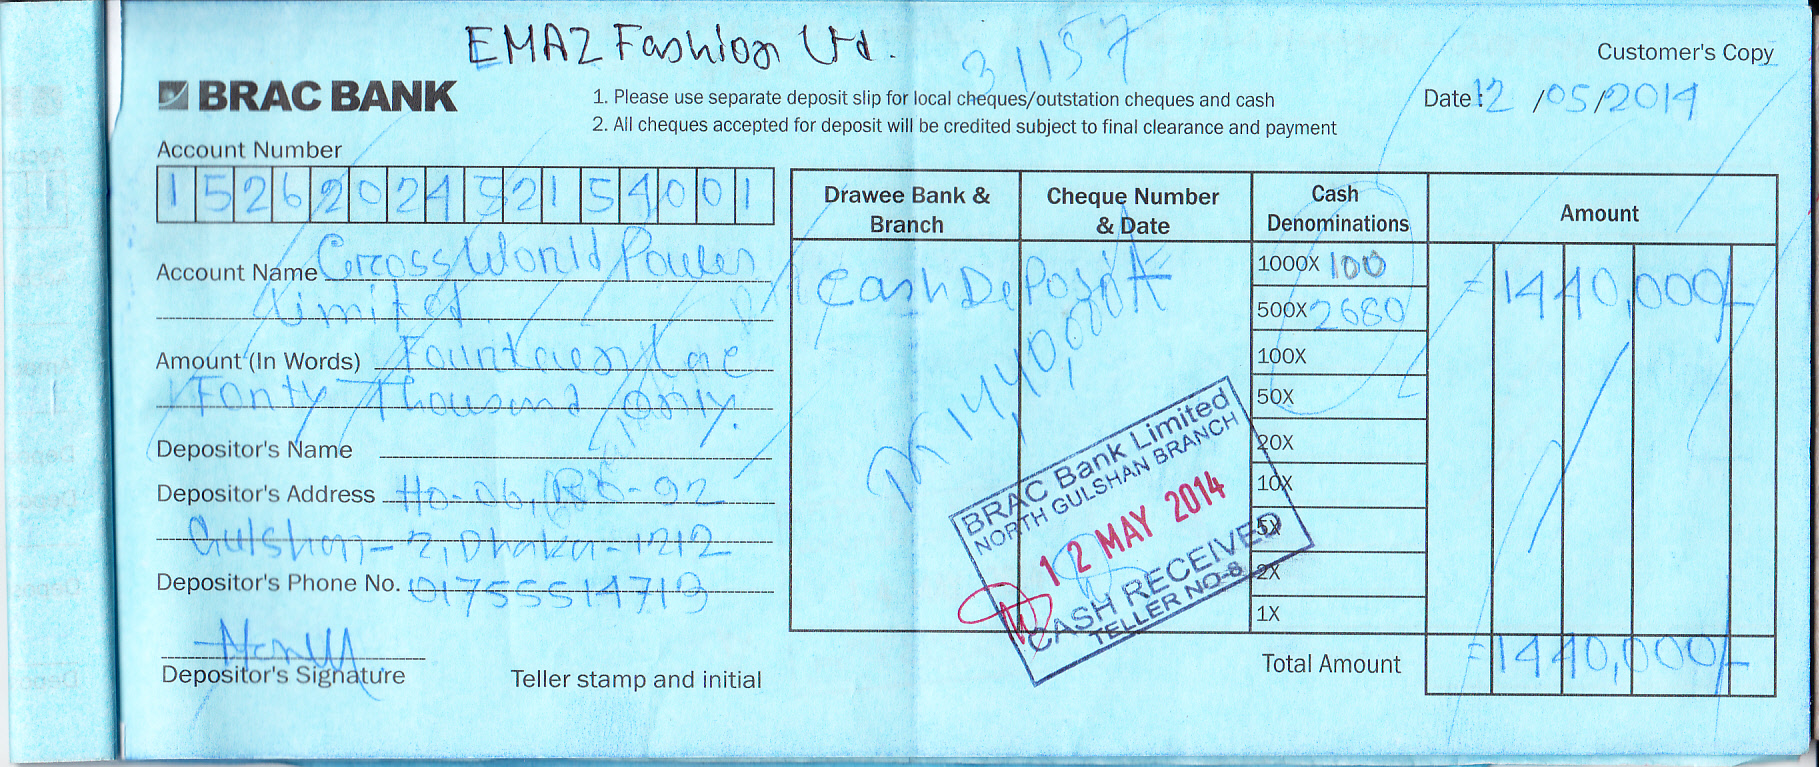 EMAZ Fashion Ltd.
31157
Customer's Copy
BRAC BANK
1. Please use separate deposit slip for local cheques/outstation cheques and cash
2. All cheques accepted for deposit will be credited subject to final clearance and payment
Date: 12/05/2014
Account Number
1526202452154001
Account Name Cross World Power
Limited
Amount (In Words) Fourteen Lac
Forty Thousand only.
Depositor's Name
Depositor's Address Ho-06, -92
Gulshan-2, Dhaka-1212
Depositor's Phone No. 01755514719
Depositor's Signature
Teller stamp and initial
Drawee Bank & Branch Cheque Number & Date Cash Denominations Amount
Cash Deposit
14,40,000/-
1000X 100 =1440,000/-
500X 2680
100X
50X
20X
10X
5X
2X
1X
Total Amount =1440,000/-
BRAC Bank Limited
NORTH GULSHAN BRANCH
12 MAY 2014
CASH RECEIVED
TELLER NO-8